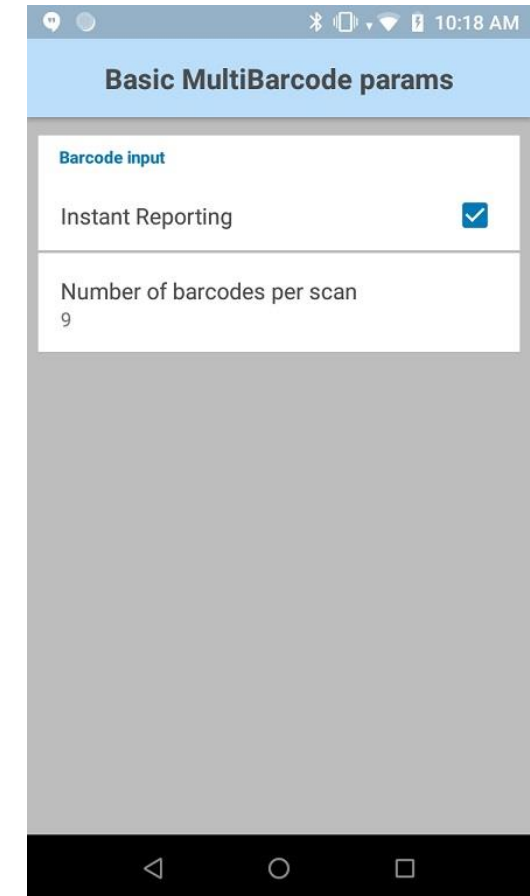 10:18 AM
Basic MultiBarcode params
Barcode input
Instant Reporting
Number of barcodes per scan
9